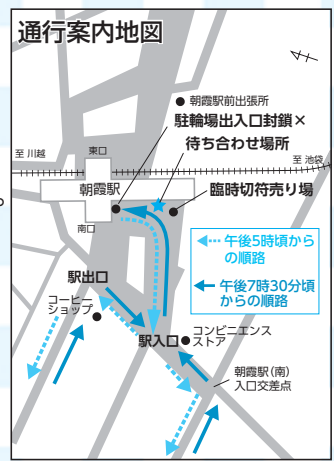 通行案内地図
● 朝霞駅前出張所
駐輪場出入口封鎖×
待ち合わせ場所
至 川越
東口
至 池袋
朝霞駅
臨時切符売り場
南口
午後5時頃から
の順路
午後7時30分頃
からの順路
駅出口
コーヒー
ショップ
駅入口
コンビニエンス
ストア
朝霞駅(南)
入口交差点